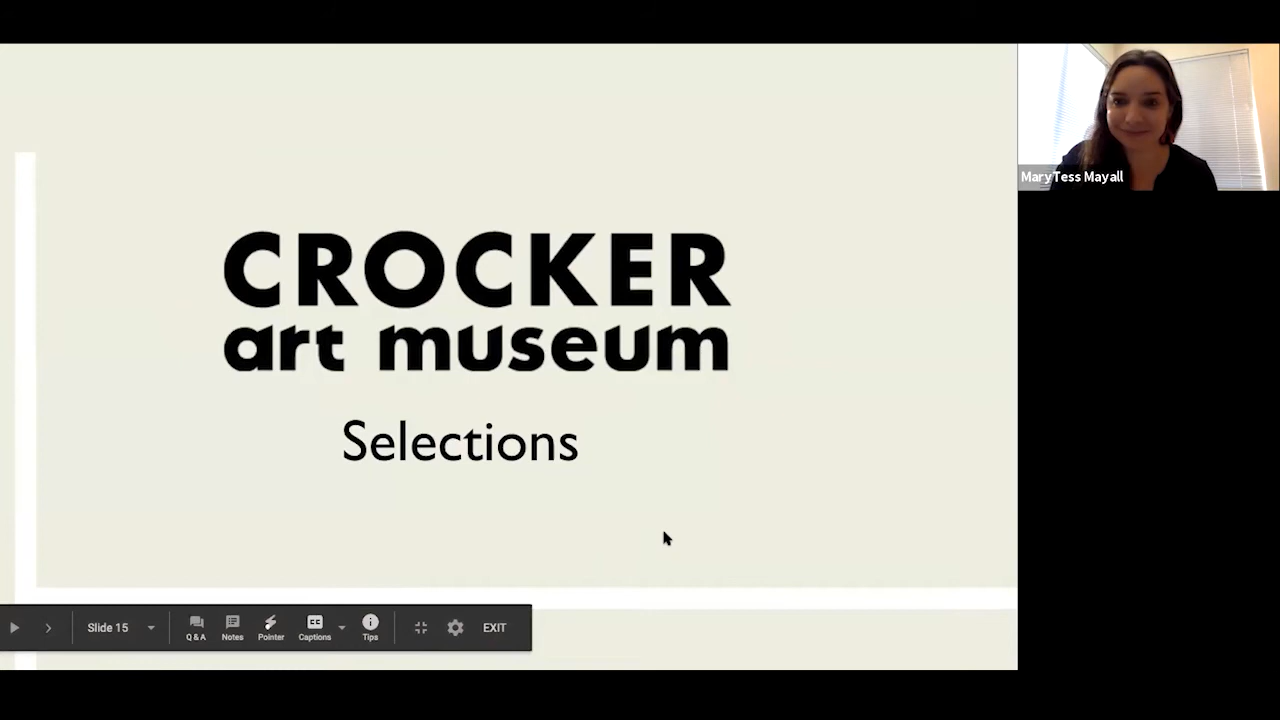 CROCKER
art museum
Selections
MaryTess Mayall
Slide 15
Q & A
Notes
Pointer
CC
Captions
Tips
EXIT